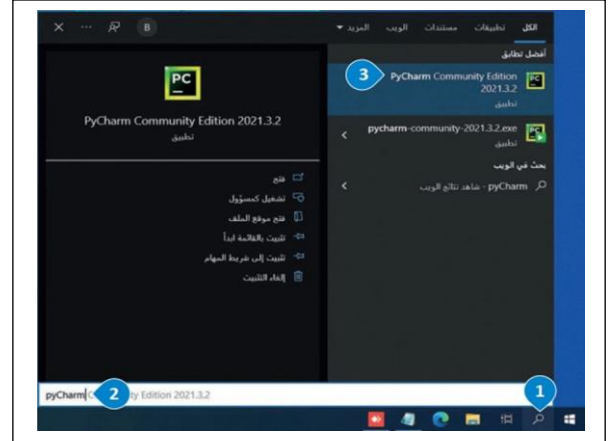 الكل تطبيقات مستندات الويب المزيد
B
أفضل تطابق
PyCharm Community Edition
2021.3.2
تطبيق
3
pycharm-community-2021.3.2.exe
تطبيق
بحث في الويب
pyCharm - شاهد نتائج الويب
PC
PyCharm Community Edition 2021.3.2
تطبيق
فتح
تشغيل كمسؤول
فتح موقع الملف
تثبيت بالقائمة ابدأ
تثبيت إلى شريط المهام
إلغاء التثبيت
pyCharm Edition 2021.3.2
2
1